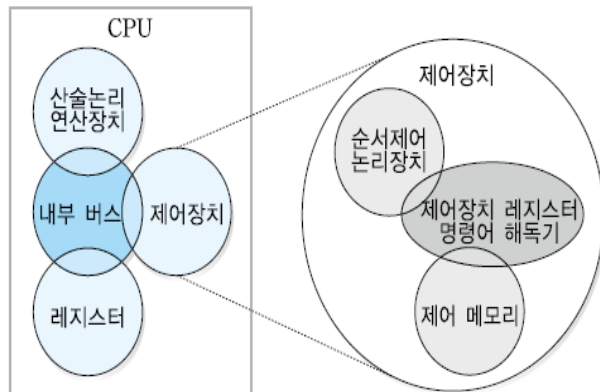 CPU
산술논리
연산장치
내부 버스
제어장치
레지스터
제어장치
순서제어
논리장치
제어장치 레지스터
명령어 해독기
제어 메모리